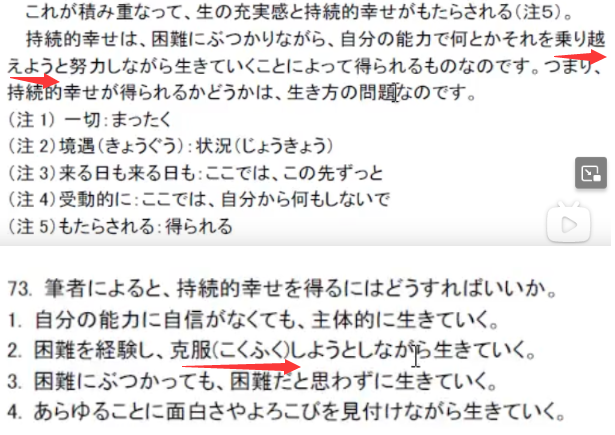 これが積み重なって、生の充実感と持続的幸せがもたらされる（注５）。
持続的幸せは、困難にぶつかりながら、自分の能力で何とかそれを乗り越
えようと努力しながら生きていくことによって得られるものなのです。つまり、
持続的幸せが得られるかどうかは、生き方の問題なのです。
（注１） 一切：まったく
（注２）境遇（きょうぐう）：状況（じょうきょう）
（注３）来る日も来る日も：ここでは、この先ずっと
（注４）受動的に：ここでは、自分から何もしないで
（注５）もたらされる：得られる
73. 筆者によると、持続的幸せを得るにはどうすればいいか。
1. 自分の能力に自信がなくても、主体的に生きていく。
2. 困難を経験し、克服(こくふく)しようとしながら生きていく。
3. 困難にぶつかっても、困難だと思わずに生きていく。
4. あらゆることに面白さやよろこびを見付けながら生きていく。